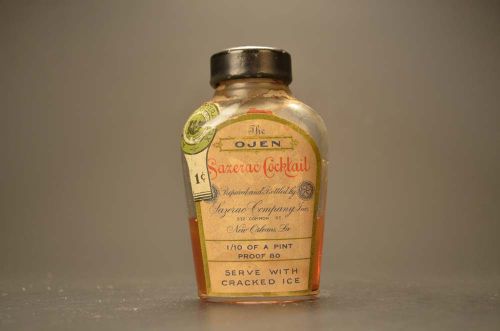 The
OJEN
Sazerac Cocktail
Prepared and Bottled by
Sazerac Company, Inc.
New Orleans, La
1/10 OF A PINT
PROOF 80
SERVE WITH
CRACKED ICE
1¢